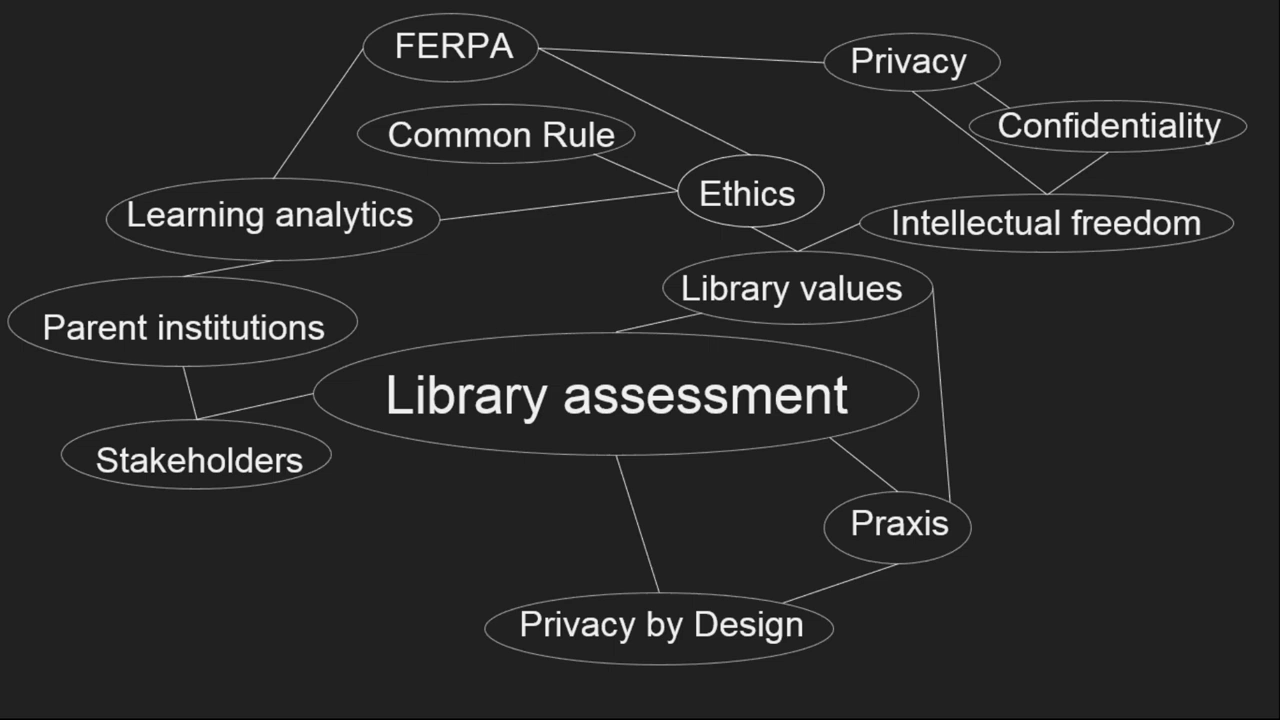 FERPA
Privacy
Common Rule
Confidentiality
Ethics
Learning analytics
Intellectual freedom
Library values
Parent institutions
Library assessment
Stakeholders
Praxis
Privacy by Design